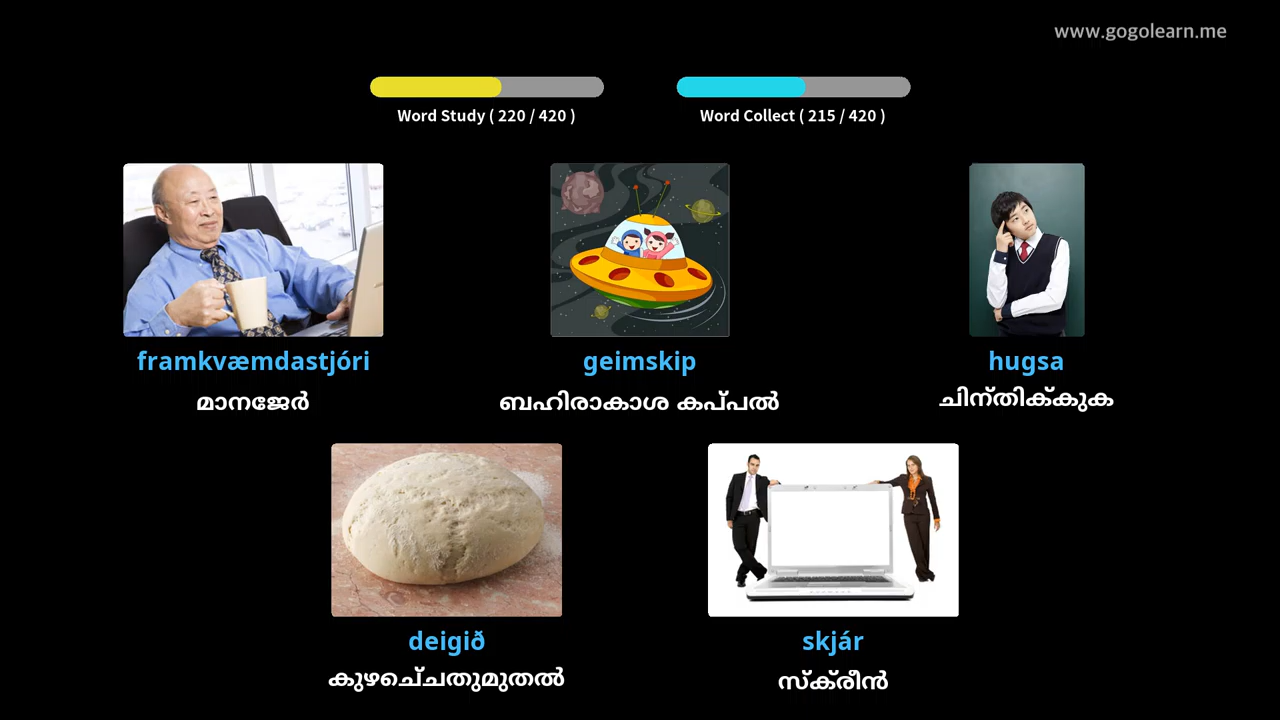 www.gogolearn.me
Word Study ( 220 / 420 )
Word Collect ( 215 / 420 )
framkvæmdastjóri
മാനജേർ
geimskip
ബഹിരാകാശ കപ്പൽ
hugsa
ചിന്തിക്കുക
deigið
കുഴച്ചെതുമുതൽ
skjár
സ്ക്രീൻ